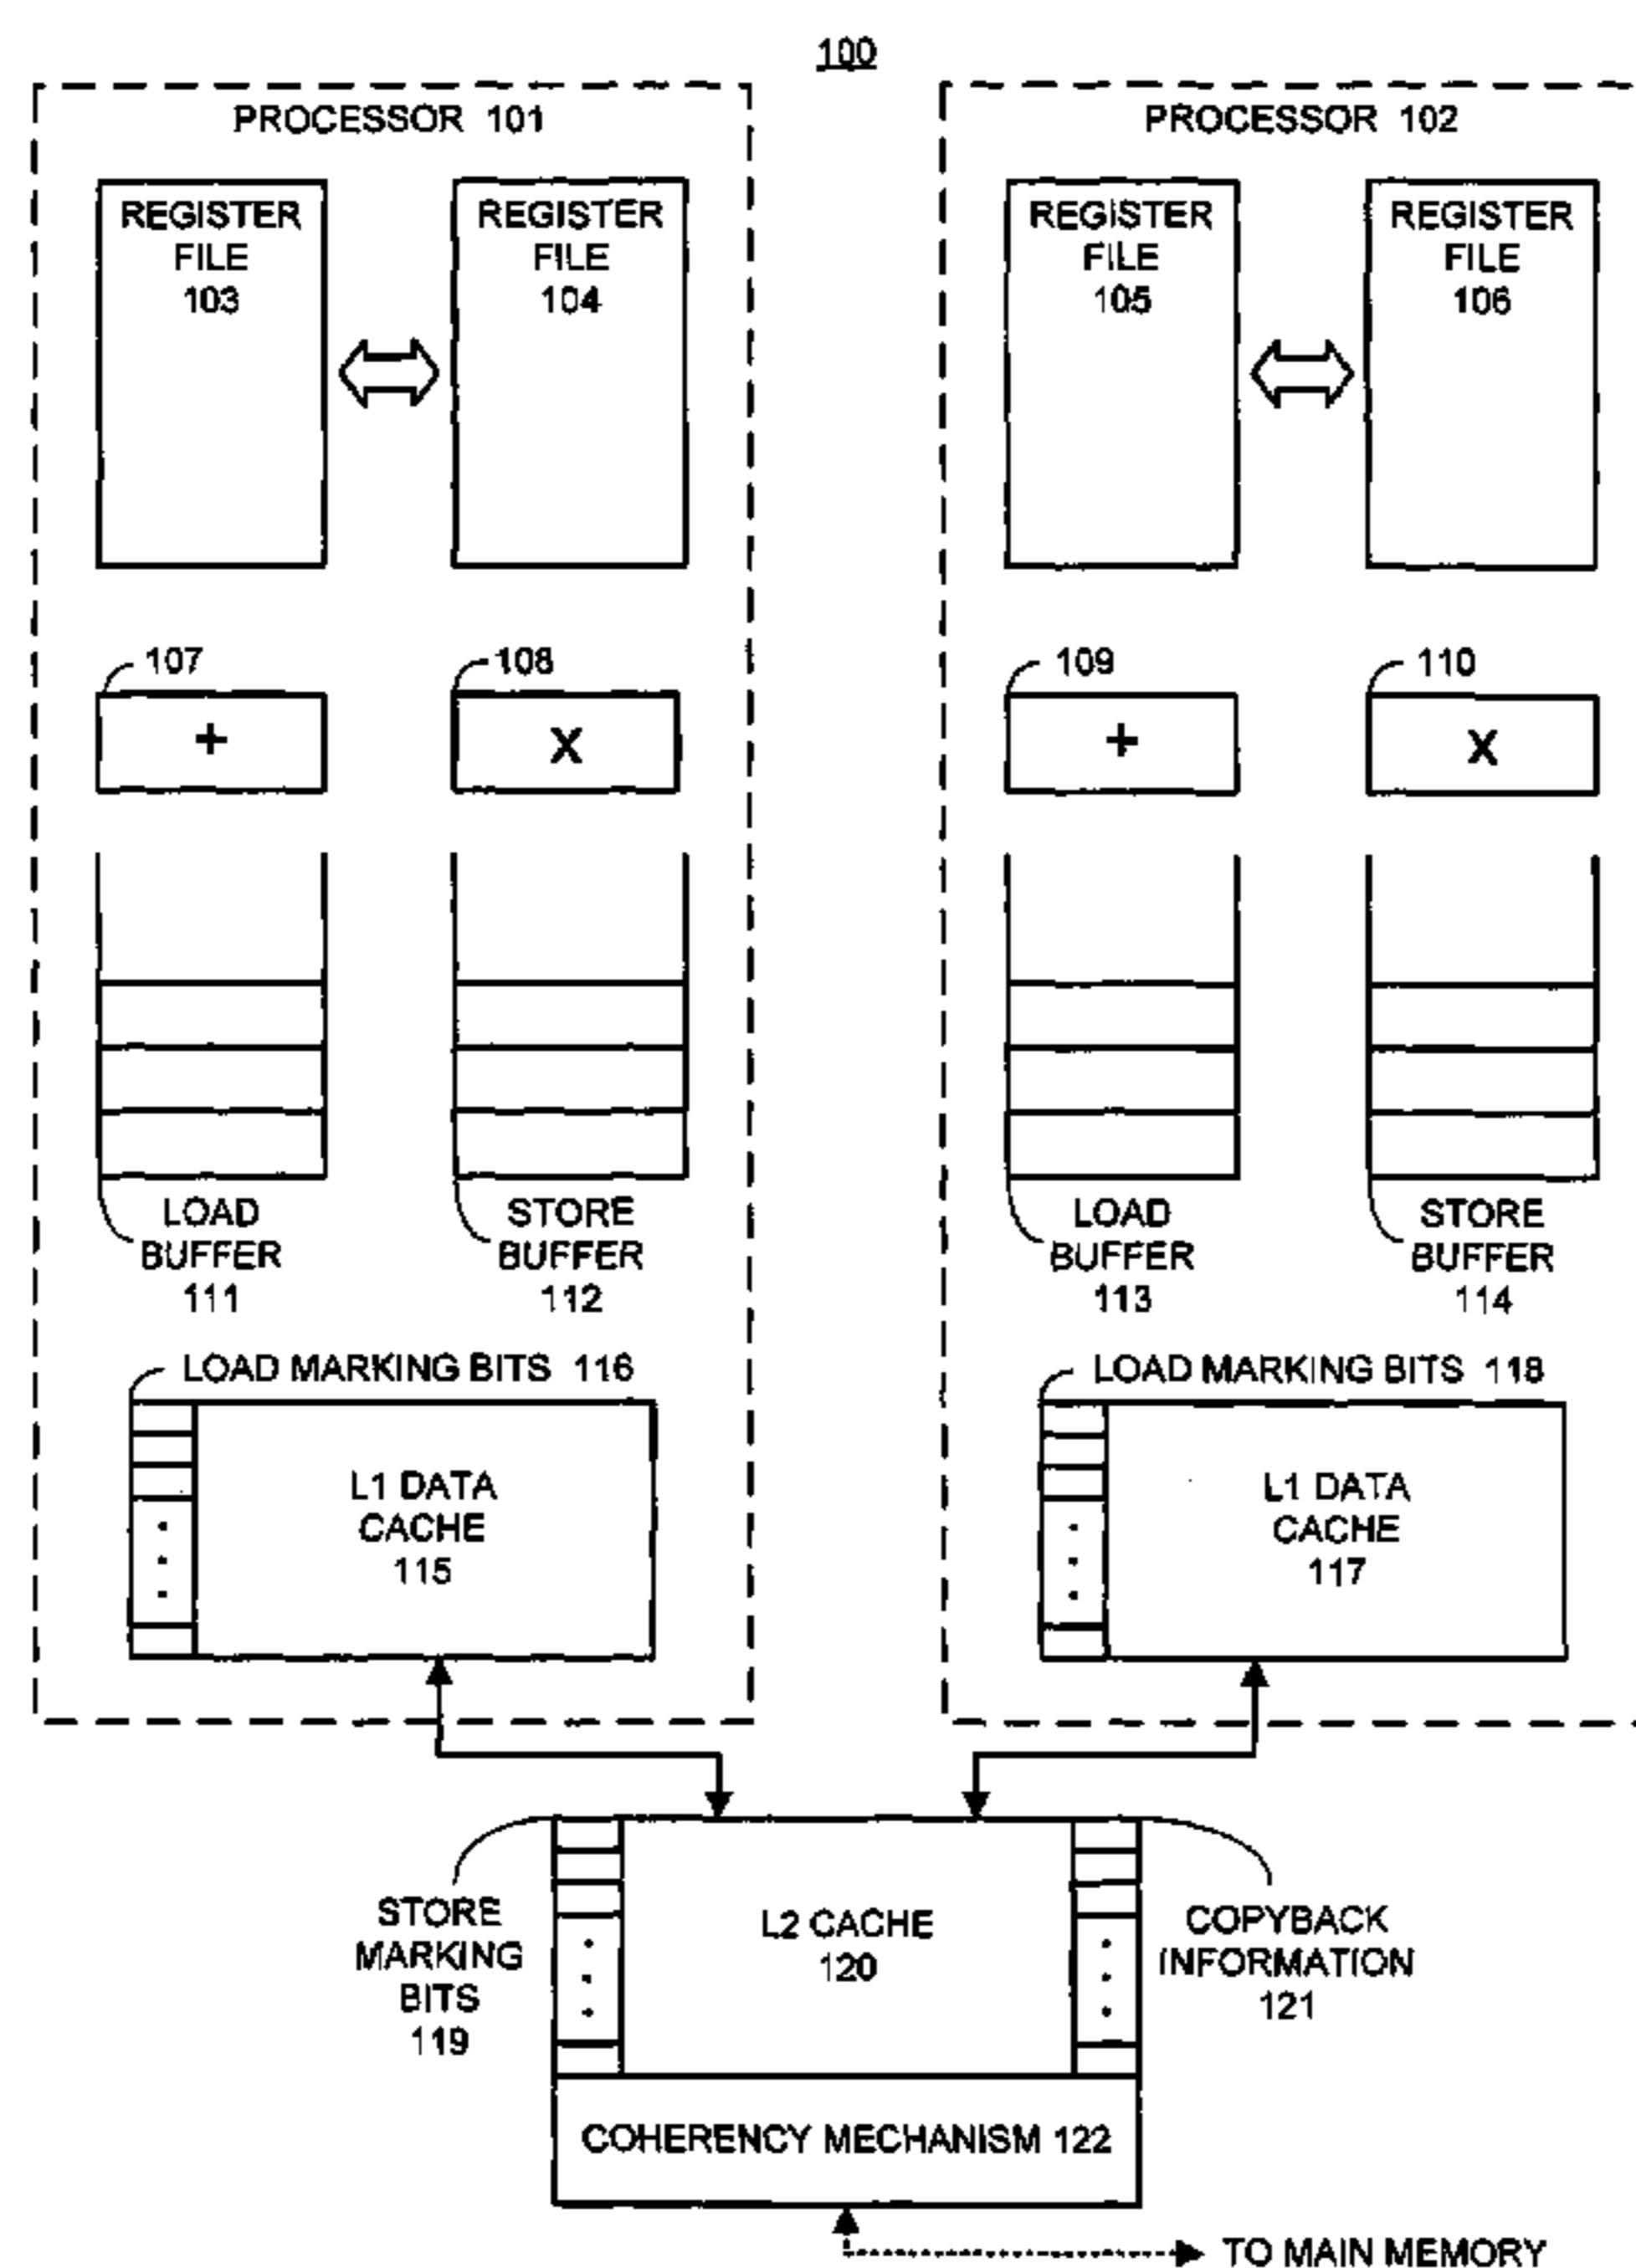 100
PROCESSOR 101
REGISTER
FILE
103
REGISTER
FILE
104
107
+
108
X
LOAD
BUFFER
111
STORE
BUFFER
112
LOAD MARKING BITS 116
L1 DATA
CACHE
115
PROCESSOR 102
REGISTER
FILE
105
REGISTER
FILE
106
109
+
110
X
LOAD
BUFFER
113
STORE
BUFFER
114
LOAD MARKING BITS 118
L1 DATA
CACHE
117
STORE
MARKING
BITS
119
L2 CACHE
120
COPYBACK
INFORMATION
121
COHERENCY MECHANISM 122
TO MAIN MEMORY